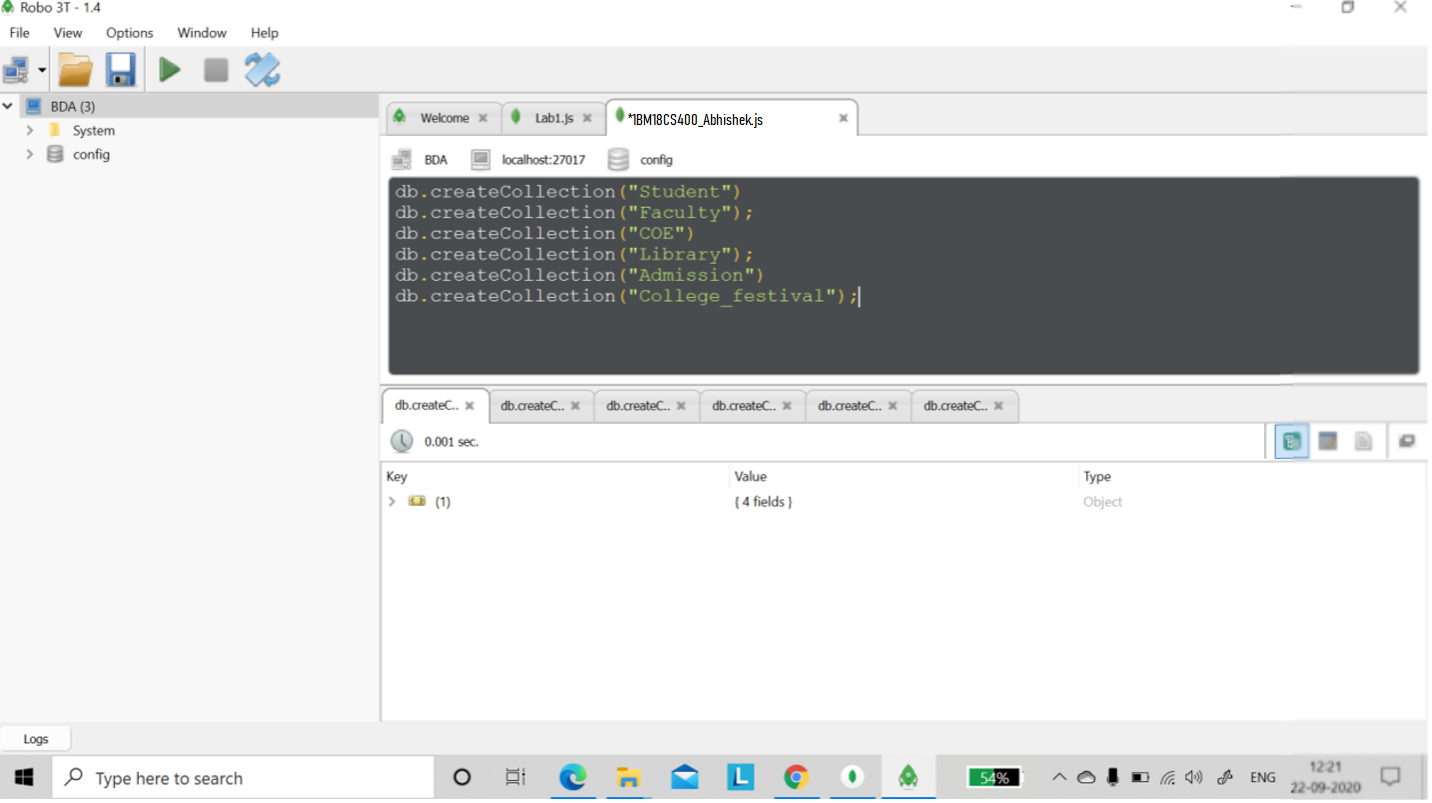 Robo 3T - 1.4
File View Options Window Help
BDA (3)
System
config
Welcome Lab1.js *1BM18CS400_Abhishek.js
BDA localhost:27017 config
db.createCollection("Student")
db.createCollection("Faculty");
db.createCollection("COE")
db.createCollection("Library");
db.createCollection("Admission")
db.createCollection("College_festival");
db.createC.. db.createC.. db.createC.. db.createC.. db.createC.. db.createC..
0.001 sec.
Key Value Type
(1) { 4 fields } Object
Logs
Type here to search L 54% ENG 12:21
22-09-2020